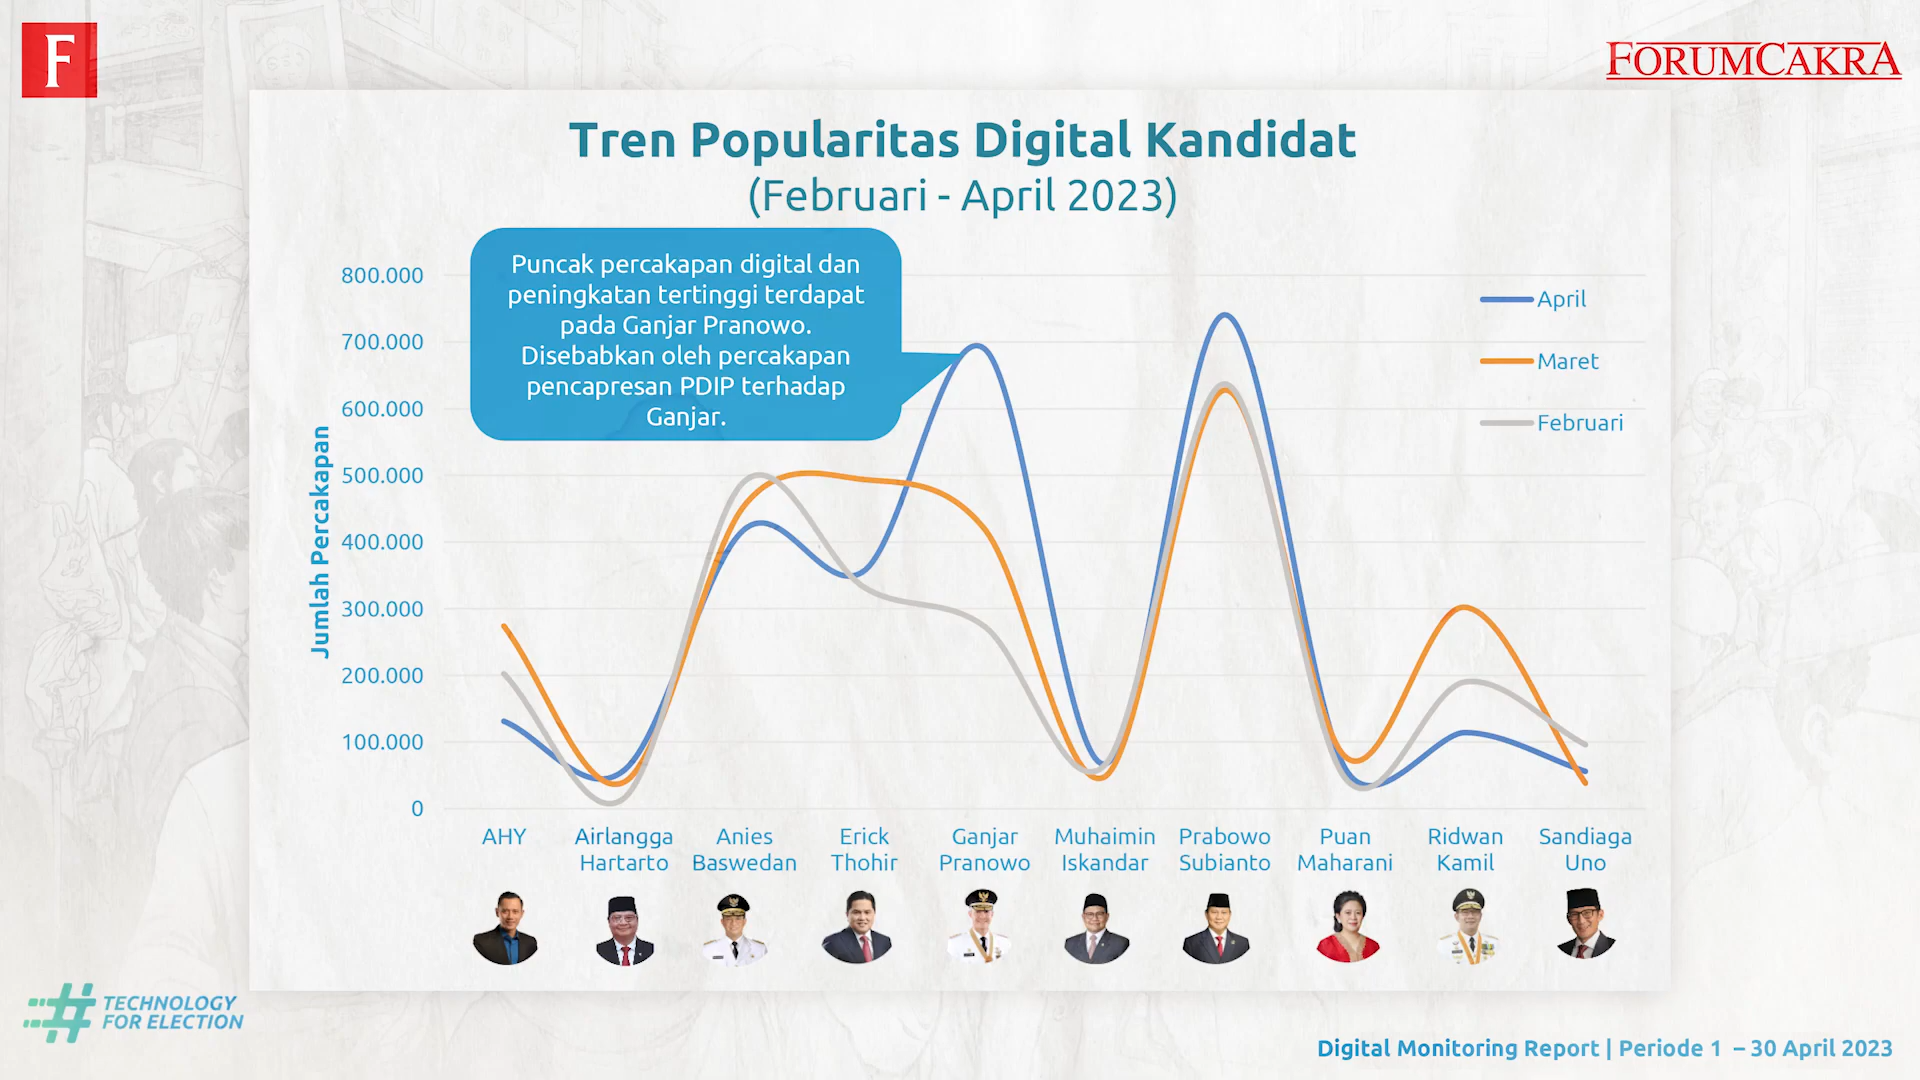 F
FORUMCAKRA
Tren Popularitas Digital Kandidat
(Februari - April 2023)
Puncak percakapan digital dan
peningkatan tertinggi terdapat
pada Ganjar Pranowo.
Disebabkan oleh percakapan
pencapresan PDIP terhadap
Ganjar.
April
Maret
Februari
Jumlah Percakapan
800.000
700.000
600.000
500.000
400.000
300.000
200.000
100.000
0
AHY
Airlangga
Hartarto
Anies
Baswedan
Erick
Thohir
Ganjar
Pranowo
Muhaimin
Iskandar
Prabowo
Subianto
Puan
Maharani
Ridwan
Kamil
Sandiaga
Uno
# TECHNOLOGY
FOR ELECTION
Digital Monitoring Report | Periode 1 – 30 April 2023